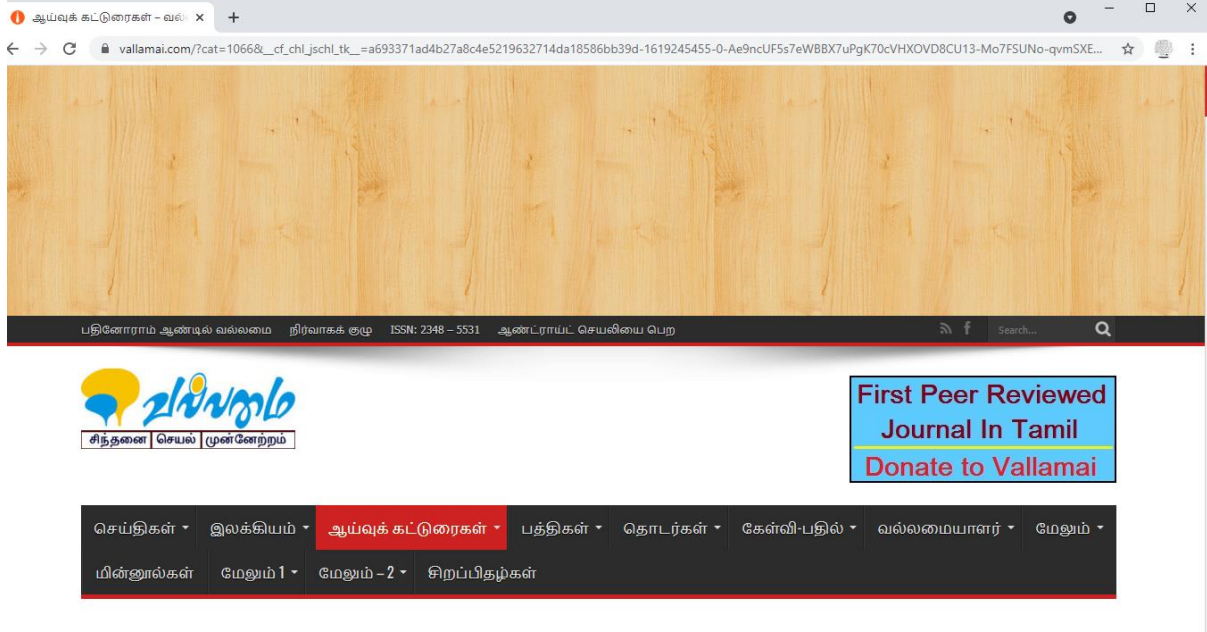 ஆய்வுக் கட்டுரைகள் – வல்
vallamai.com/?cat=1066&__cf_chl_jschl_tk__=a693371ad4b27a8c4e5219632714da18586bb39d-1619245455-0-Ae9ncUF5s7eWBBX7uPgK70cVHXOVD8CU13-Mo7FSUNo-qvmSXE...
பதினோராம் ஆண்டில் வல்லமை நிர்வாகக் குழு ISSN: 2348 – 5531 ஆண்ட்ராய்ட் செயலியை பெற Search...
வல்லமை
சிந்தனை செயல் முன்னேற்றம்
First Peer Reviewed
Journal In Tamil
Donate to Vallamai
செய்திகள் இலக்கியம் ஆய்வுக் கட்டுரைகள் பத்திகள் தொடர்கள் கேள்வி-பதில் வல்லமையாளர் மேலும்
மின்னூல்கள் மேலும் 1 மேலும் – 2 சிறப்பிதழ்கள்